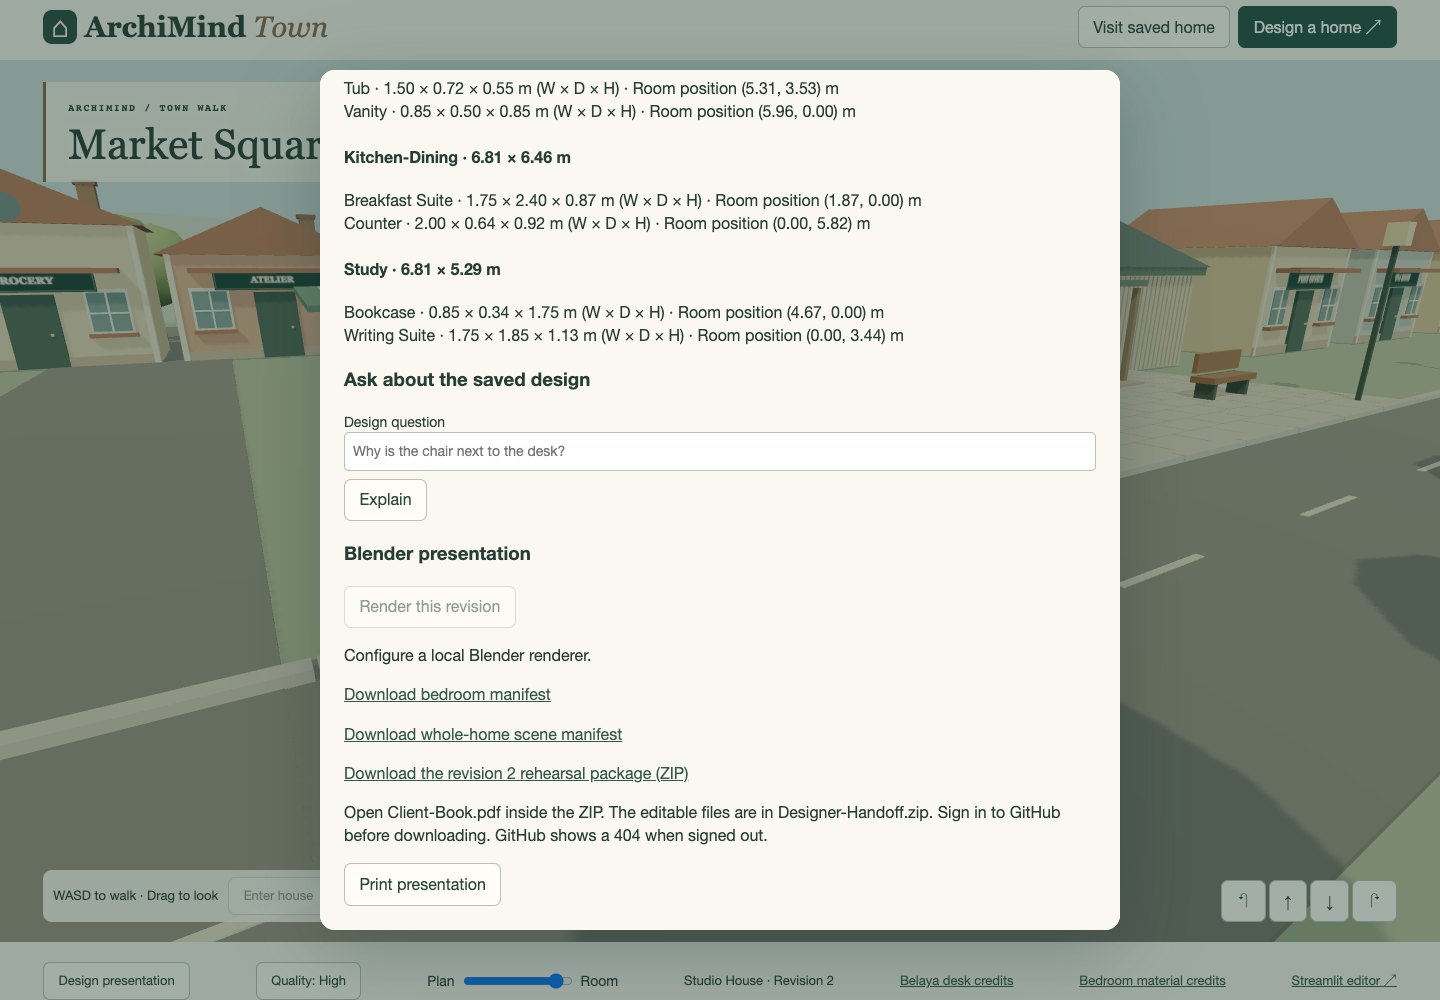 ArchiMind Town
Visit saved home
Design a home ↗
ARCHIMIND / TOWN WALK
Market Squar
ROCERY
ATELIER
POST OFFICE
Tub · 1.50 × 0.72 × 0.55 m (W × D × H) · Room position (5.31, 3.53) m
Vanity · 0.85 × 0.50 × 0.85 m (W × D × H) · Room position (5.96, 0.00) m
Kitchen-Dining · 6.81 × 6.46 m
Breakfast Suite · 1.75 × 2.40 × 0.87 m (W × D × H) · Room position (1.87, 0.00) m
Counter · 2.00 × 0.64 × 0.92 m (W × D × H) · Room position (0.00, 5.82) m
Study · 6.81 × 5.29 m
Bookcase · 0.85 × 0.34 × 1.75 m (W × D × H) · Room position (4.67, 0.00) m
Writing Suite · 1.75 × 1.85 × 1.13 m (W × D × H) · Room position (0.00, 3.44) m
Ask about the saved design
Design question
Why is the chair next to the desk?
Explain
Blender presentation
Render this revision
Configure a local Blender renderer.
Download bedroom manifest
Download whole-home scene manifest
Download the revision 2 rehearsal package (ZIP)
Open Client-Book.pdf inside the ZIP. The editable files are in Designer-Handoff.zip. Sign in to GitHub
before downloading. GitHub shows a 404 when signed out.
Print presentation
WASD to walk · Drag to look
Enter house
Design presentation
Quality: High
Plan
Room
Studio House · Revision 2
Belaya desk credits
Bedroom material credits
Streamlit editor ↗